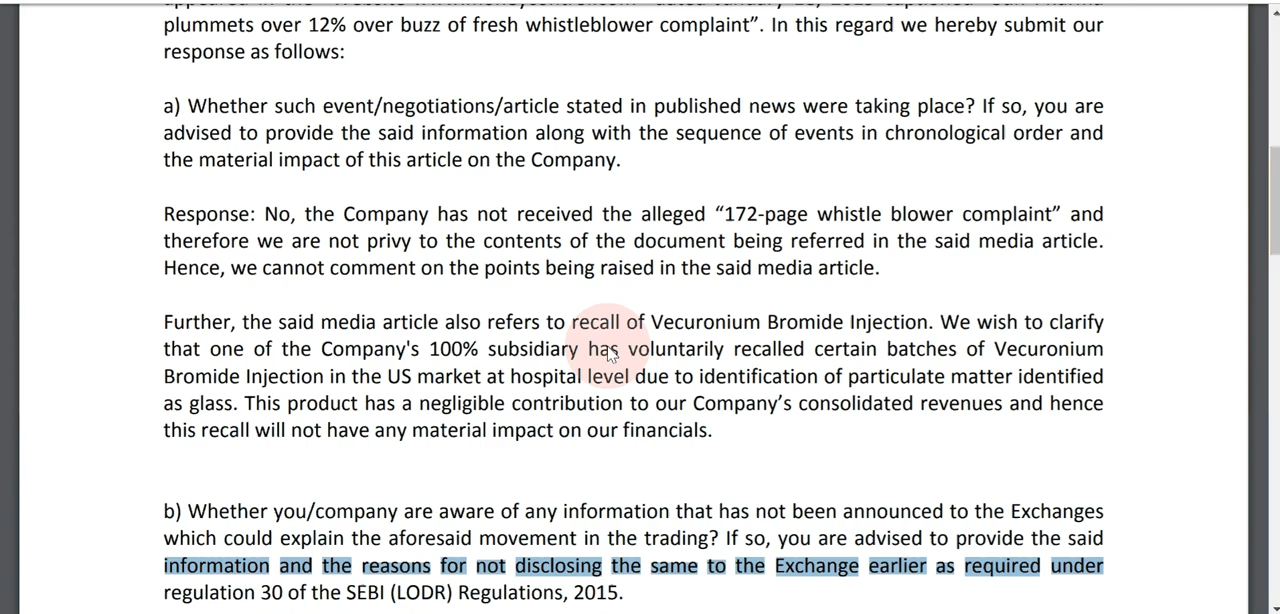 plummets over 12% over buzz of fresh whistleblower complaint”. In this regard we hereby submit our
response as follows:
a) Whether such event/negotiations/article stated in published news were taking place? If so, you are
advised to provide the said information along with the sequence of events in chronological order and
the material impact of this article on the Company.
Response: No, the Company has not received the alleged “172-page whistle blower complaint” and
therefore we are not privy to the contents of the document being referred in the said media article.
Hence, we cannot comment on the points being raised in the said media article.
Further, the said media article also refers to recall of Vecuronium Bromide Injection. We wish to clarify
that one of the Company's 100% subsidiary has voluntarily recalled certain batches of Vecuronium
Bromide Injection in the US market at hospital level due to identification of particulate matter identified
as glass. This product has a negligible contribution to our Company’s consolidated revenues and hence
this recall will not have any material impact on our financials.
b) Whether you/company are aware of any information that has not been announced to the Exchanges
which could explain the aforesaid movement in the trading? If so, you are advised to provide the said
information and the reasons for not disclosing the same to the Exchange earlier as required under
regulation 30 of the SEBI (LODR) Regulations, 2015.